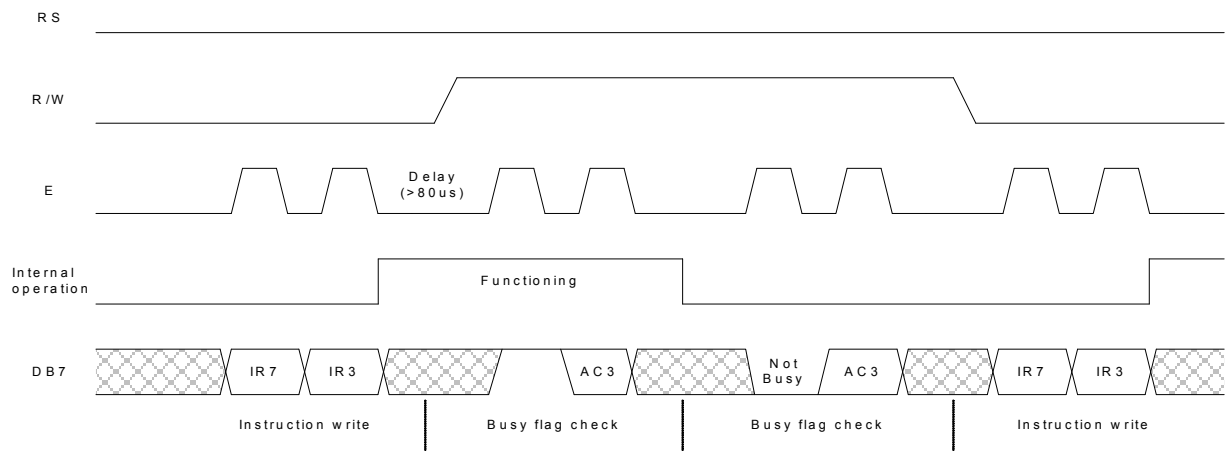 RS
R/W
E
Delay
(>80us)
Internal
operation
Functioning
DB7
IR7
IR3
AC3
Not
Busy
AC3
IR7
IR3
Instruction write
Busy flag check
Busy flag check
Instruction write